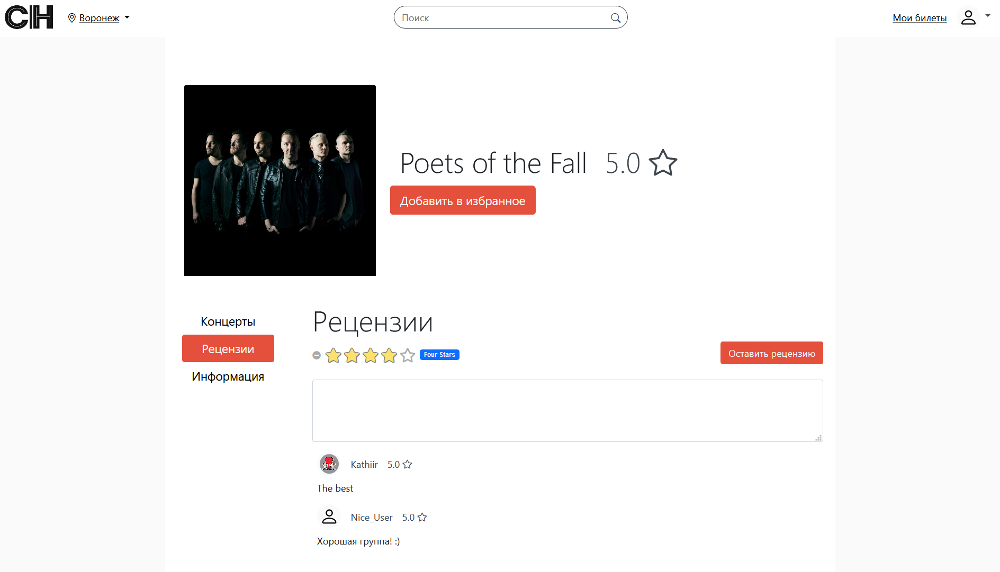 CH
Воронеж
Поиск
Мои билеты
Poets of the Fall 5.0
Добавить в избранное
Концерты
Рецензии
Информация
Рецензии
Four Stars
Оставить рецензию
Kathiir 5.0
The best
Nice_User 5.0
Хорошая группа! :)